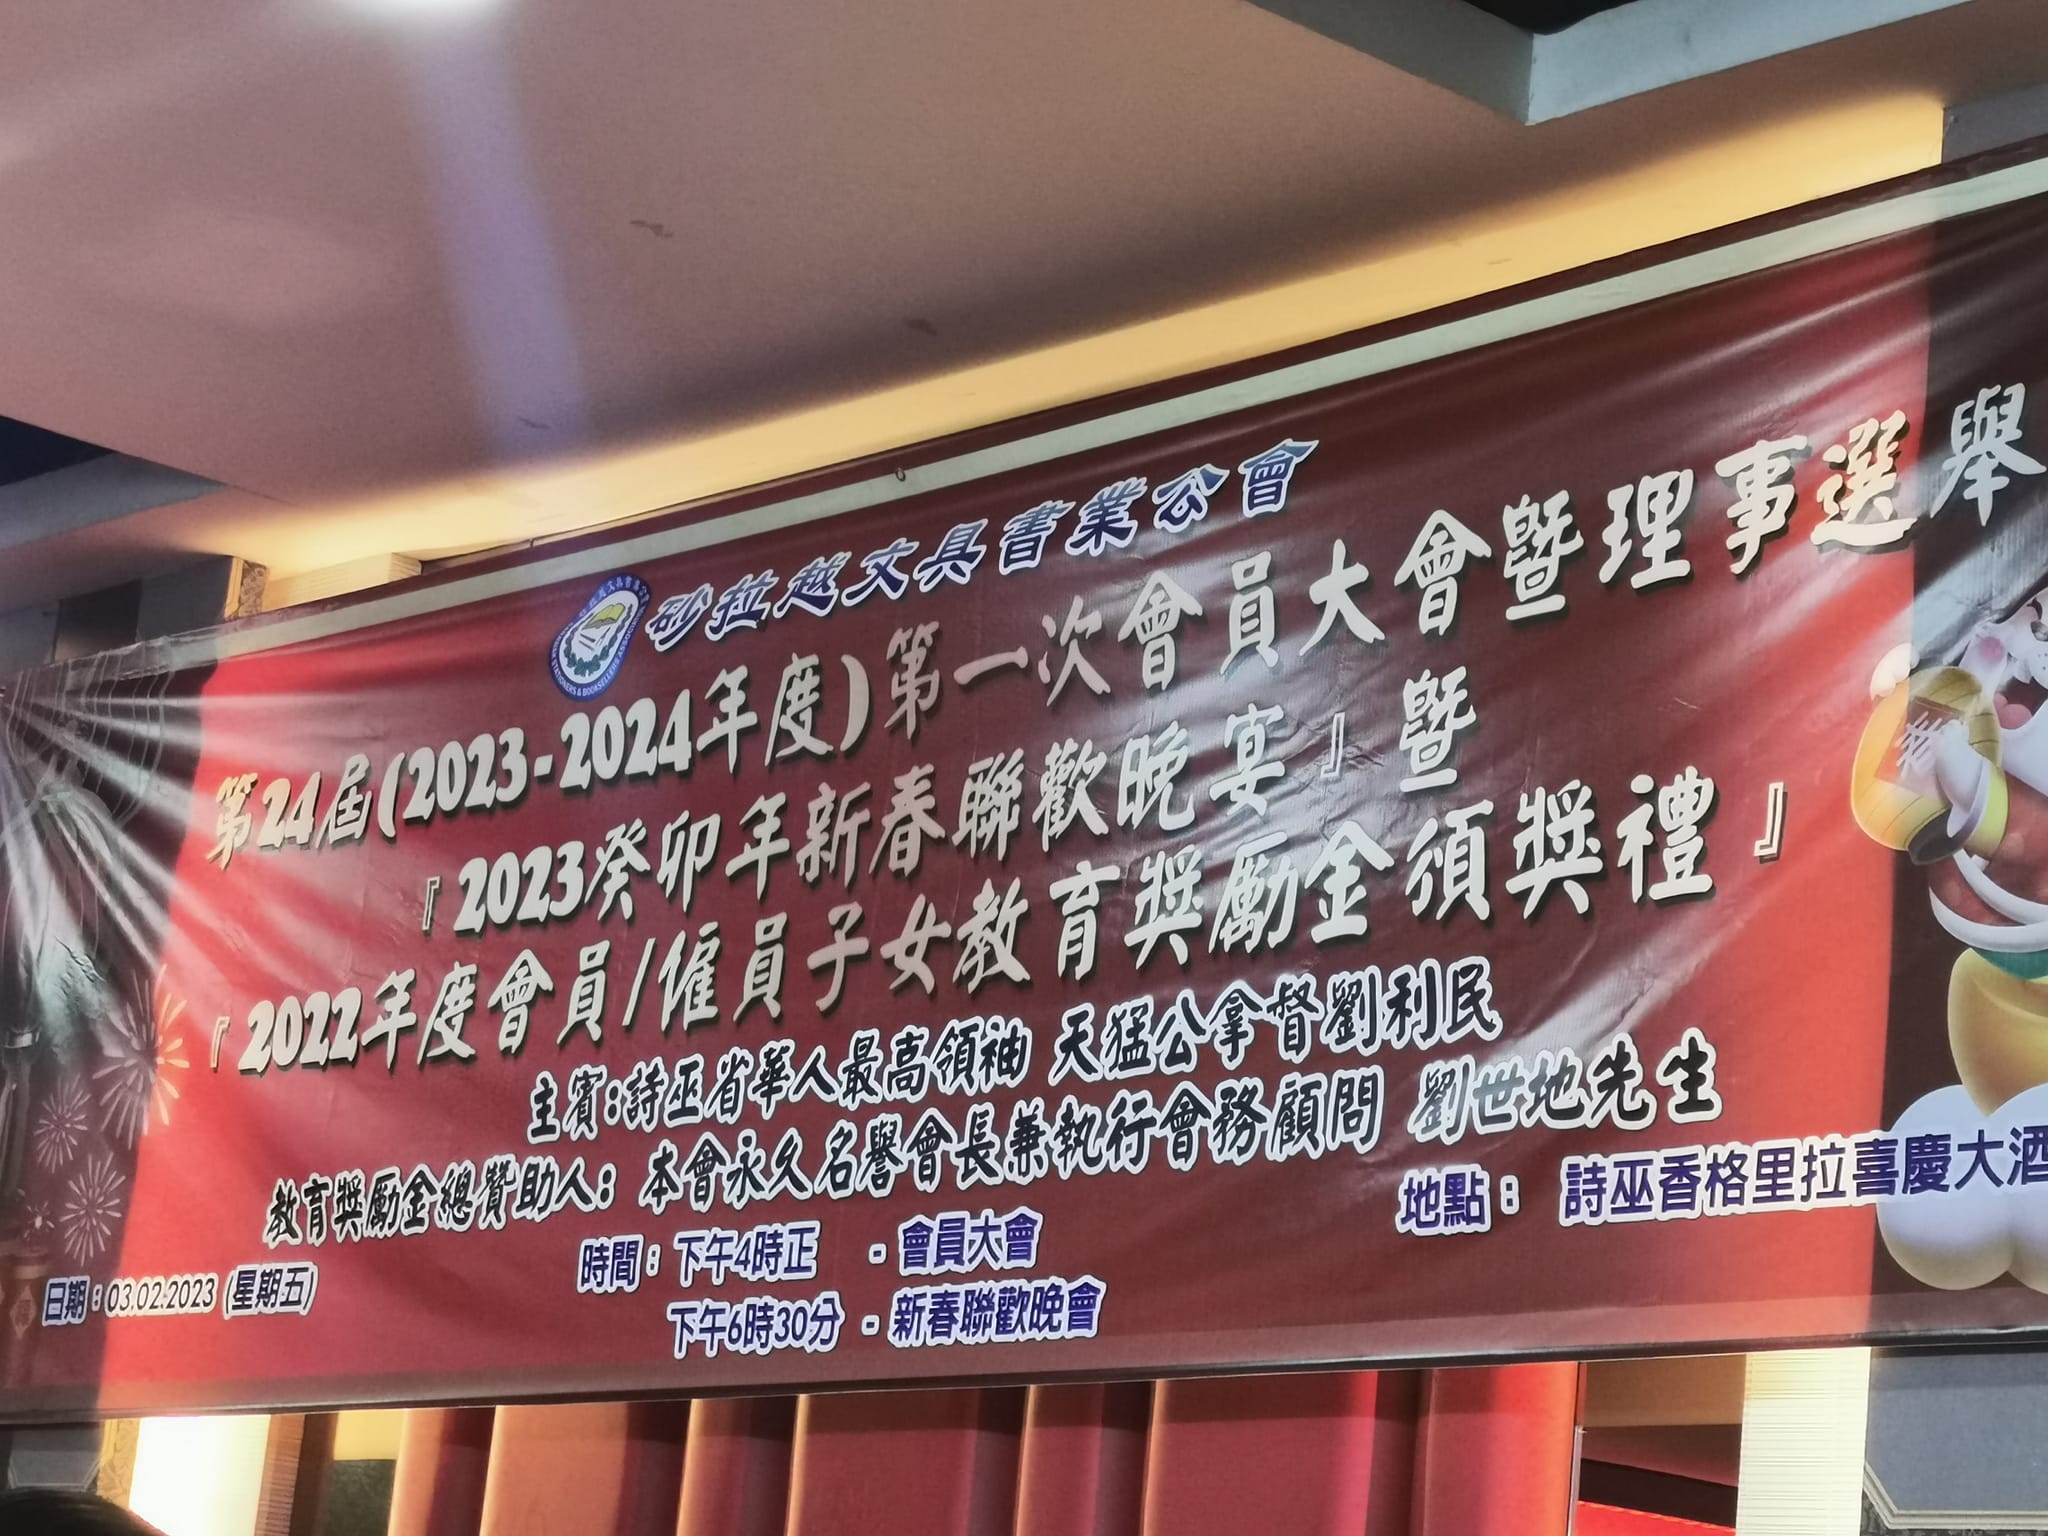 砂拉越文具書業公會
第24屆(2023-2024年度)第一次會員大會暨理事選舉
『2023癸卯年新春聯歡晚宴』暨
『2022年度會員/僱員子女教育獎勵金頒獎禮』
主賓:詩巫省華人最高領袖 天猛公拿督劉利民
教育獎勵金總贊助人: 本會永久名譽會長兼執行會務顧問 劉世地先生
日期：03.02.2023 (星期五)
時間：下午4時正 - 會員大會
下午6時30分 - 新春聯歡晚會
地點： 詩巫香格里拉喜慶大酒